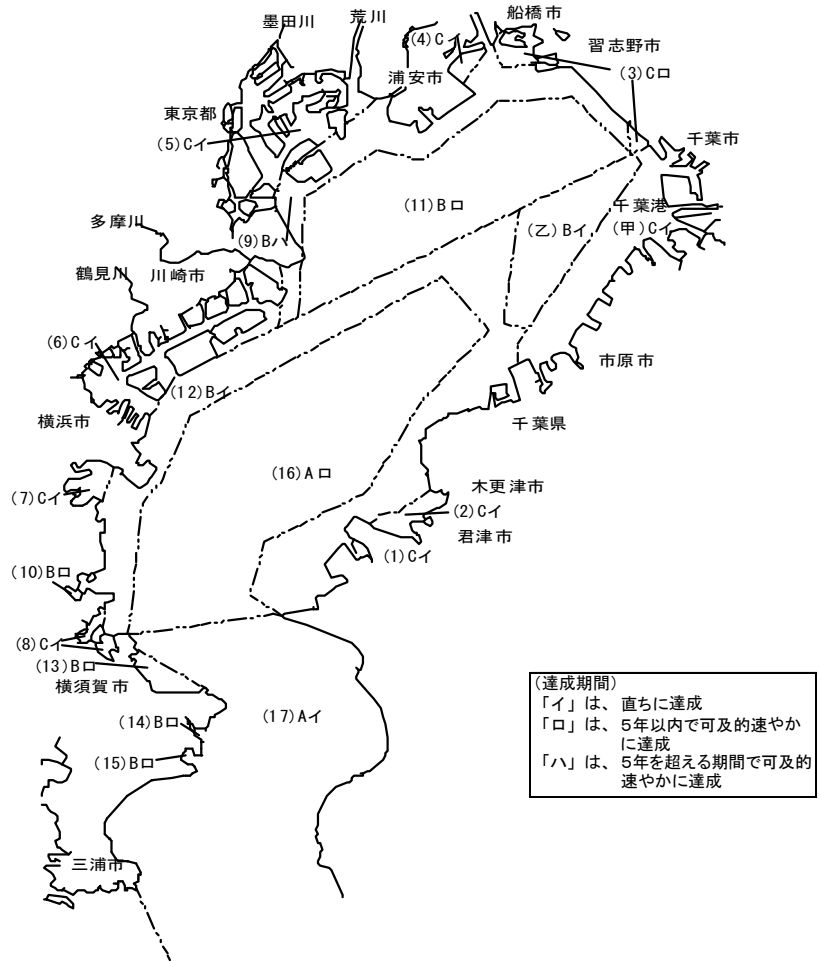 墨田川
荒川
船橋市
(4)Cイ
習志野市
(3)Cロ
浦安市
東京都
(5)Cイ
千葉市
(11)Bロ
千葉港
(乙)Bイ
(甲)Cイ
多摩川
(9)Bハ
鶴見川
川崎市
(6)Cイ
市原市
(12)Bイ
横浜市
千葉県
(16)Aロ
(7)Cイ
木更津市
(2)Cイ
君津市
(1)Cイ
(10)Bロ
(8)Cイ
(13)Bロ
横須賀市
(14)Bロ
(17)Aイ
(15)Bロ
三浦市
(達成期間)
「イ」は、直ちに達成
「ロ」は、5年以内で可及的速やか
に達成
「ハ」は、5年を超える期間で可及的
速やかに達成